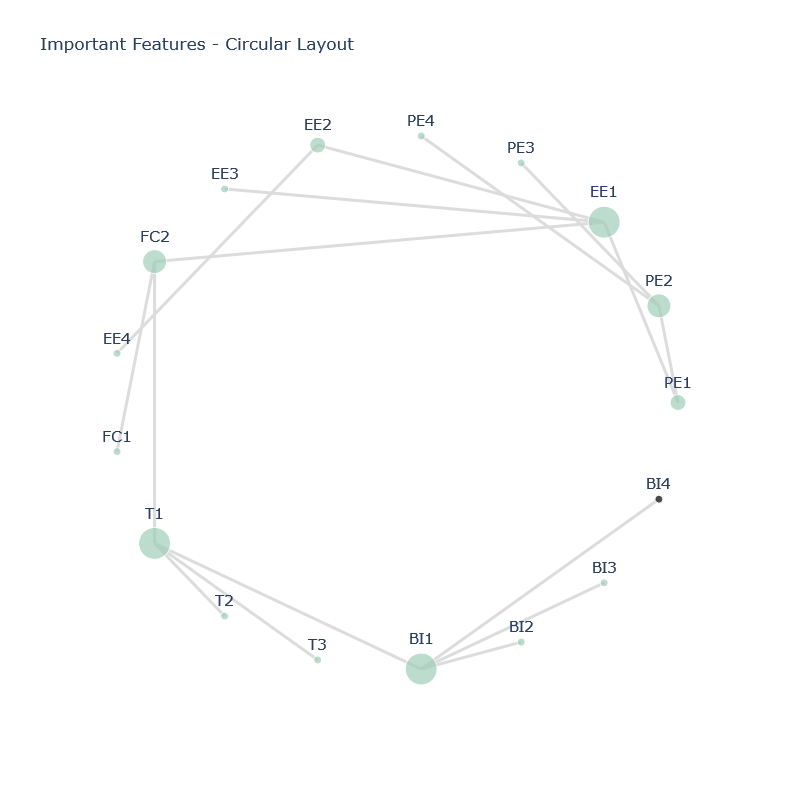 Important Features - Circular Layout
PE4
EE2
PE3
EE3
EE1
FC2
PE2
EE4
PE1
FC1
BI4
T1
BI3
T2
BI2
BI1
T3